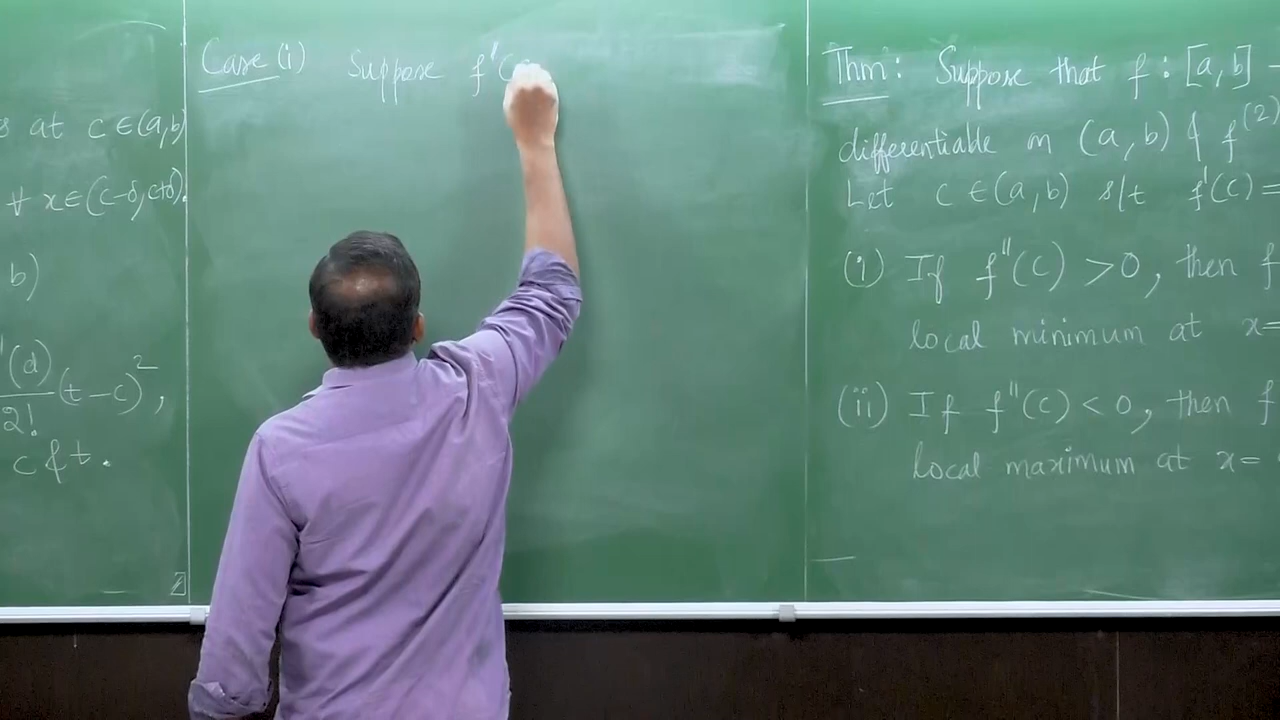 s at c ∈ (a,b)
∀ x∈(c-δ,c+δ).
b)
(d)
2! (t-c)²,
c & t.
Case (i) Suppose f''(c
Thm: Suppose that f : [a, b]
differentiable on (a, b) & f⁽²⁾
Let c ∈ (a, b) s/t f'(c) =
(i) If f''(c) > 0, then f
local minimum at x=
(ii) If f''(c) < 0, then f
local maximum at x=